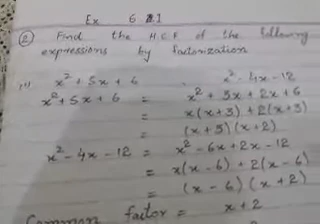 Ex 6.1
② Find the H.C.F of the following
expressions by factorization
(i) x² + 5x + 6 , x² - 4x - 12
x² + 5x + 6 = x² + 3x + 2x + 6
= x(x+3) + 2(x+3)
= (x+3)(x+2)
x² - 4x - 12 = x² - 6x + 2x - 12
= x(x-6) + 2(x-6)
= (x - 6)(x+2)
Common factor = x+2